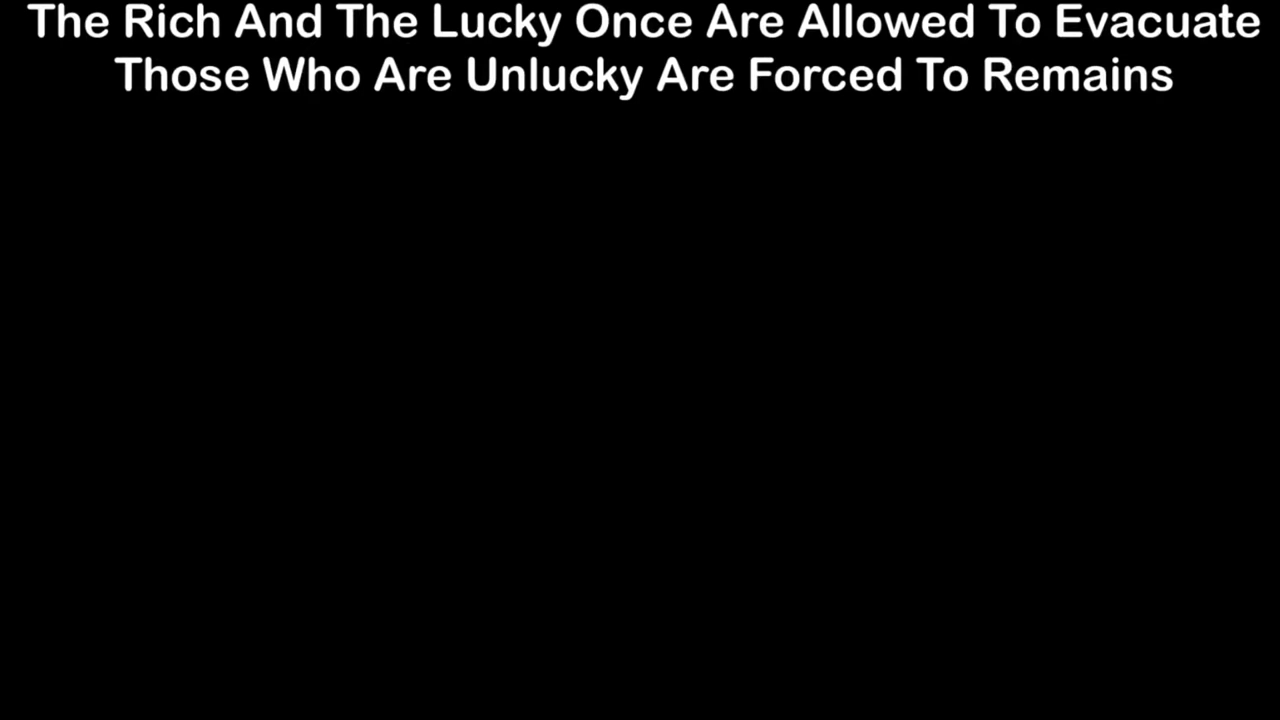 The Rich And The Lucky Once Are Allowed To Evacuate
Those Who Are Unlucky Are Forced To Remains